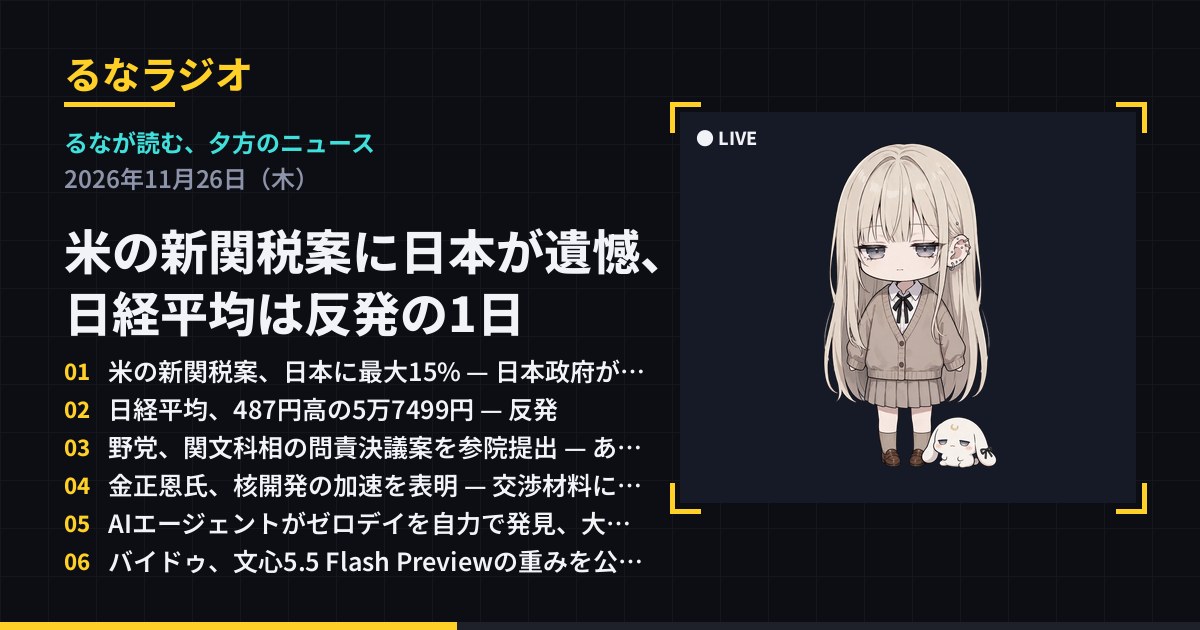 るなラジオ
るなが読む、夕方のニュース
2026年11月26日（木）
米の新関税案に日本が遺憾、
日経平均は反発の1日
01 米の新関税案、日本に最大15% — 日本政府が…
02 日経平均、487円高の5万7499円 — 反発
03 野党、関文科相の問責決議案を参院提出 — あ…
04 金正恩氏、核開発の加速を表明 — 交渉材料に…
05 AIエージェントがゼロデイを自力で発見、大…
06 バイドゥ、文心5.5 Flash Previewの重みを公…
LIVE